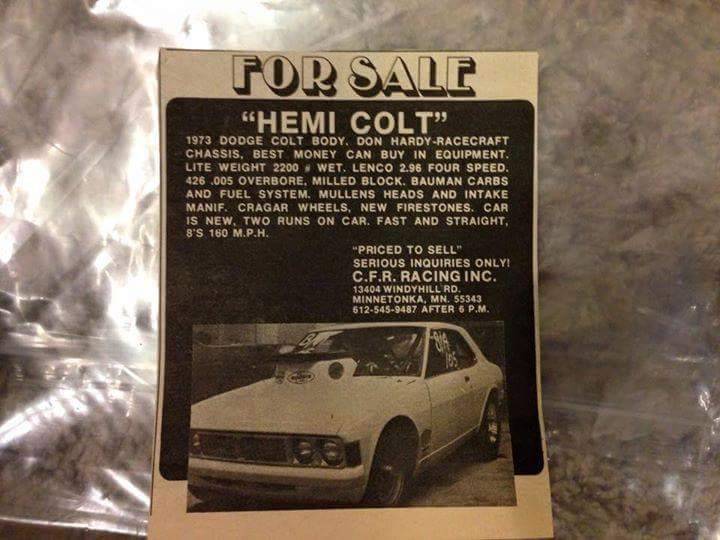 FOR SALE
"HEMI COLT"
1973 DODGE COLT BODY. DON HARDY-RACECRAFT
CHASSIS, BEST MONEY CAN BUY IN EQUIPMENT.
LITE WEIGHT 2200 # WET. LENCO 2.96 FOUR SPEED.
426 .005 OVERBORE, MILLED BLOCK. BAUMAN CARBS
AND FUEL SYSTEM. MULLENS HEADS AND INTAKE
MANIF. CRAGAR WHEELS, NEW FIRESTONES. CAR
IS NEW, TWO RUNS ON CAR. FAST AND STRAIGHT,
8'S 160 M.P.H.
"PRICED TO SELL"
SERIOUS INQUIRIES ONLY!
C.F.R. RACING INC.
13404 WINDYHILL RD.
MINNETONKA, MN. 55343
612-545-9487 AFTER 6 P.M.